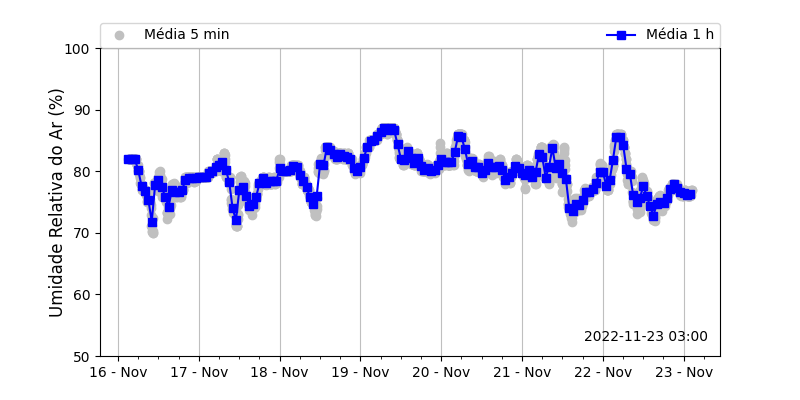 Média 5 min
Média 1 h
Umidade Relativa do Ar (%)
100
90
80
70
60
50
2022-11-23 03:00
16 - Nov
17 - Nov
18 - Nov
19 - Nov
20 - Nov
21 - Nov
22 - Nov
23 - Nov